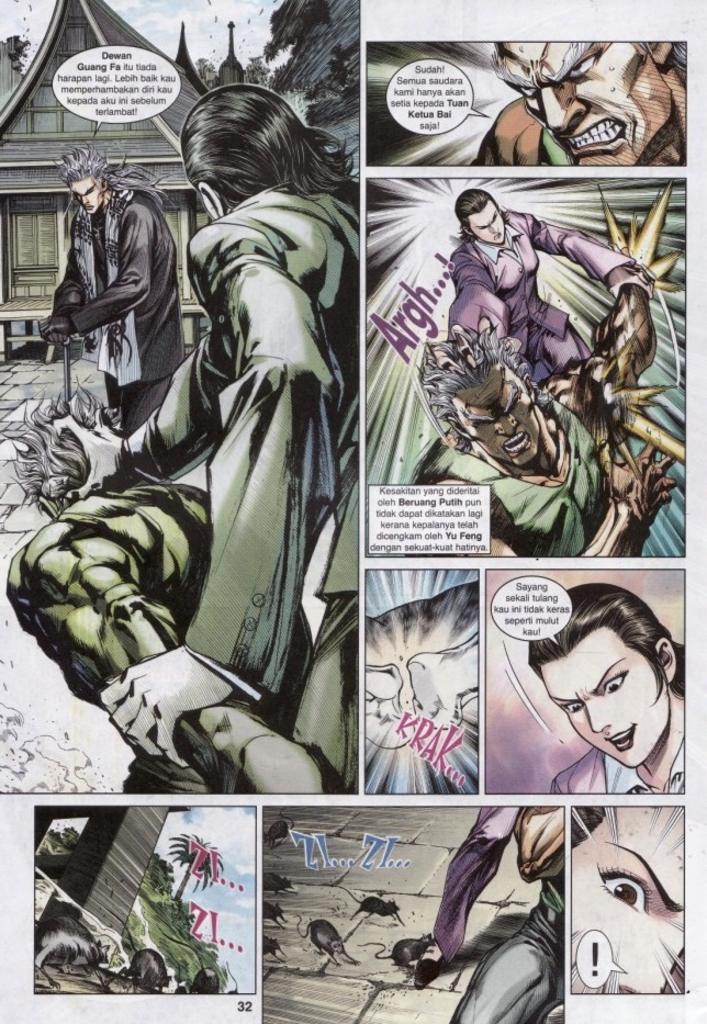 Dewan
Guang Fa itu tiada
harapan lagi. Lebih baik kau
memperhambakan diri kau
kepada aku ini sebelum
terlambat!
Sudah!
Semua saudara
kami hanya akan
setia kepada Tuan
Ketua Bai
saja!
Argh....!
Kesakitan yang dideritai
oleh Beruang Putih pun
tidak dapat dikatakan lagi
kerana kepalanya telah
dicengkam oleh Yu Feng
dengan sekuat-kuat hatinya.
KRAK...
Sayang
sekali tulang
kau ini tidak keras
seperti mulut
kau!
ZI...
ZI...
ZI... ZI...
!
32